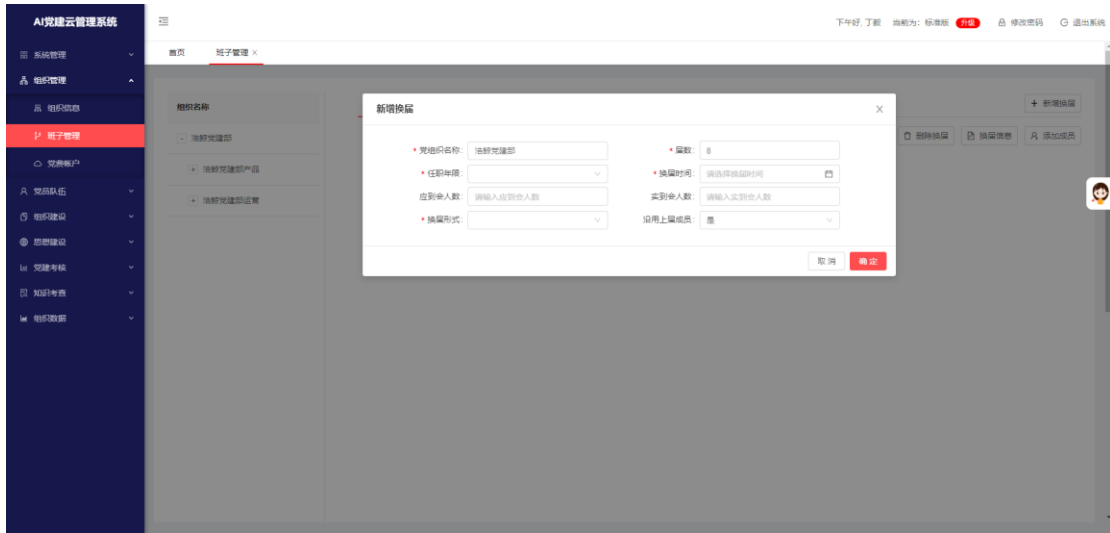 AI党建云管理系统
下午好, 丁毅 当前为: 标准版 升级 修改密码 退出系统
系统管理
首页 班子管理 ×
组织管理
组织信息
班子管理
党费帐户
党员队伍
组织建设
思想建设
党建考核
知识考查
组织数据
组织名称
- 浩鲸党建部
+ 浩鲸党建部产品
+ 浩鲸党建部运营
+ 新增换届
删除换届 换届信息 添加成员
新增换届 ×
* 党组织名称: 浩鲸党建部 * 届数: 8
* 任职年限: * 换届时间: 请选择换届时间
应到会人数: 请输入应到会人数 实到会人数: 请输入实到会人数
* 换届形式: 沿用上届成员: 是
取 消 确 定